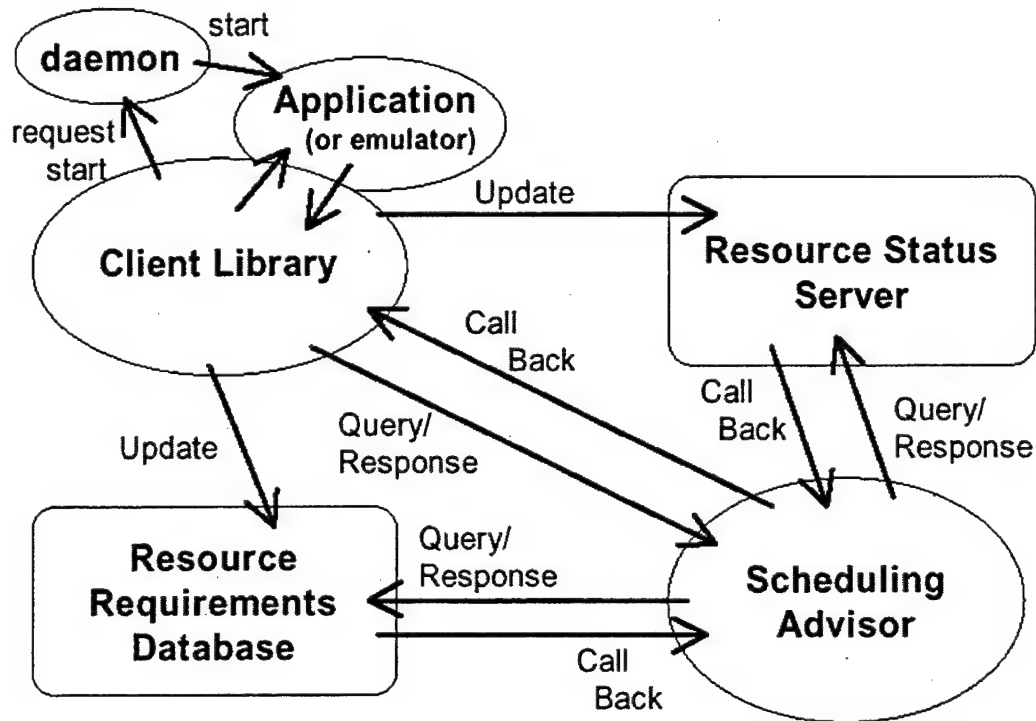 start
daemon
Application
(or emulator)
request
start
Update
Client Library
Resource Status
Server
Call
Back
Call
Back
Query/
Response
Query/
Response
Update
Query/
Response
Resource
Requirements
Database
Scheduling
Advisor
Call
Back